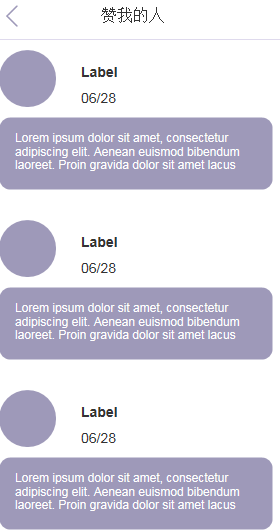 赞我的人
Label
06/28
Lorem ipsum dolor sit amet, consectetur
adipiscing elit. Aenean euismod bibendum
laoreet. Proin gravida dolor sit amet lacus
Label
06/28
Lorem ipsum dolor sit amet, consectetur
adipiscing elit. Aenean euismod bibendum
laoreet. Proin gravida dolor sit amet lacus
Label
06/28
Lorem ipsum dolor sit amet, consectetur
adipiscing elit. Aenean euismod bibendum
laoreet. Proin gravida dolor sit amet lacus